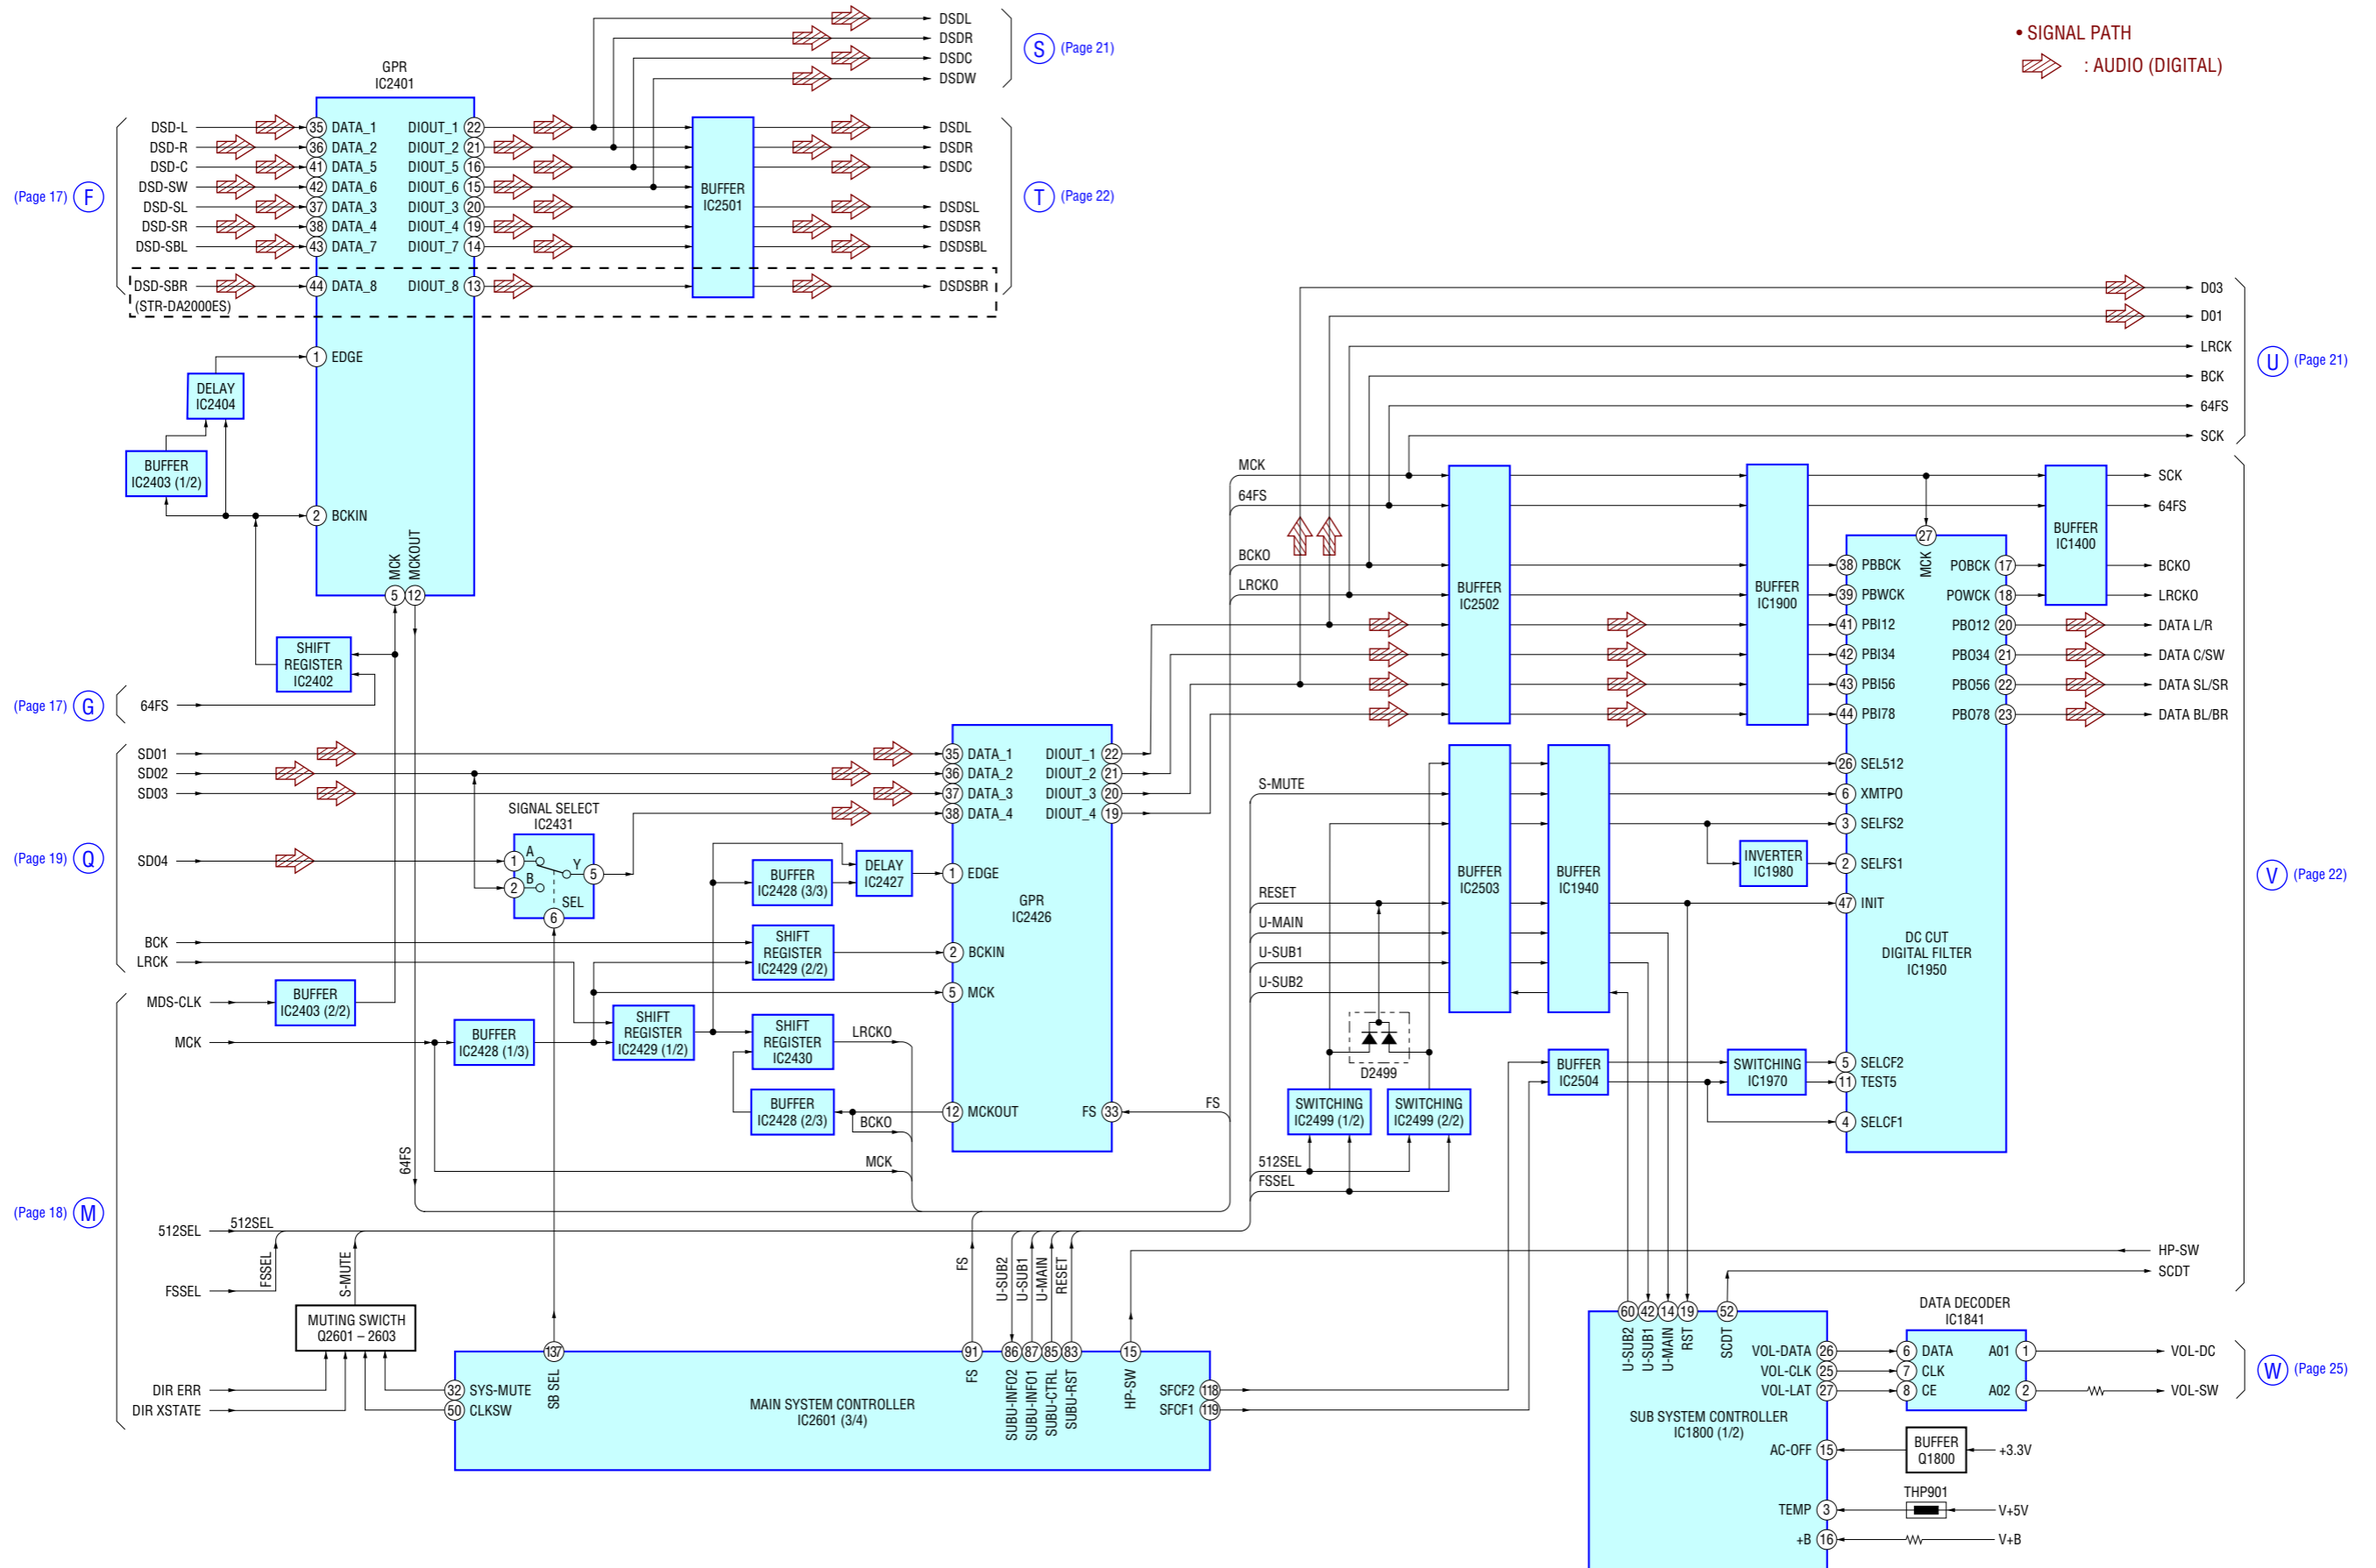 • SIGNAL PATH
: AUDIO (DIGITAL)
GPR
IC2401
(Page 17) F
DSD-L
DSD-R
DSD-C
DSD-SW
DSD-SL
DSD-SR
DSD-SBL
DSD-SBR
(STR-DA2000ES)
35 DATA_1
36 DATA_2
41 DATA_5
42 DATA_6
37 DATA_3
38 DATA_4
43 DATA_7
44 DATA_8
DIOUT_1 22
DIOUT_2 21
DIOUT_5 16
DIOUT_6 15
DIOUT_3 20
DIOUT_4 19
DIOUT_7 14
DIOUT_8 13
1 EDGE
2 BCKIN
MCK
5
MCKOUT
12
BUFFER
IC2501
DSDL
DSDR
DSDC
DSDW
S (Page 21)
DSDL
DSDR
DSDC
DSDSL
DSDSR
DSDSBL
DSDSBR
T (Page 22)
DELAY
IC2404
BUFFER
IC2403 (1/2)
SHIFT
REGISTER
IC2402
(Page 17) G
64FS
D03
D01
LRCK
BCK
64FS
SCK
U (Page 21)
MCK
64FS
BCKO
LRCKO
BUFFER
IC2502
BUFFER
IC1900
BUFFER
IC1400
27
MCK
38 PBBCK
39 PBWCK
41 PBI12
42 PBI34
43 PBI56
44 PBI78
26 SEL512
6 XMTPO
3 SELFS2
2 SELFS1
47 INIT
5 SELCF2
11 TEST5
4 SELCF1
POBCK 17
POWCK 18
PBO12 20
PBO34 21
PBO56 22
PBO78 23
DC CUT
DIGITAL FILTER
IC1950
SCK
64FS
BCKO
LRCKO
DATA L/R
DATA C/SW
DATA SL/SR
DATA BL/BR
V (Page 22)
(Page 19) Q
SD01
SD02
SD03
SD04
BCK
LRCK
SIGNAL SELECT
IC2431
1 A
2 B
Y 5
SEL
6
35 DATA_1
36 DATA_2
37 DATA_3
38 DATA_4
1 EDGE
2 BCKIN
5 MCK
12 MCKOUT
DIOUT_1 22
DIOUT_2 21
DIOUT_3 20
DIOUT_4 19
FS 33
GPR
IC2426
BUFFER
IC2428 (3/3)
DELAY
IC2427
SHIFT
REGISTER
IC2429 (2/2)
SHIFT
REGISTER
IC2429 (1/2)
SHIFT
REGISTER
IC2430
BUFFER
IC2428 (1/3)
BUFFER
IC2428 (2/3)
LRCKO
BCKO
MCK
FS
64FS
(Page 18) M
MDS-CLK
BUFFER
IC2403 (2/2)
MCK
512SEL
512SEL
FSSEL
FSSEL
S-MUTE
MUTING SWICTH
Q2601 – 2603
DIR ERR
DIR XSTATE
S-MUTE
RESET
U-MAIN
U-SUB1
U-SUB2
BUFFER
IC2503
BUFFER
IC1940
INVERTER
IC1980
D2499
SWITCHING
IC2499 (1/2)
SWITCHING
IC2499 (2/2)
512SEL
FSSEL
BUFFER
IC2504
SWITCHING
IC1970
32 SYS-MUTE
50 CLKSW
137
SB SEL
MAIN SYSTEM CONTROLLER
IC2601 (3/4)
FS
91
FS
U-SUB2
86
SUBU-INFO2
U-SUB1
87
SUBU-INFO1
U-MAIN
85
SUBU-CTRL
RESET
83
SUBU-RST
15
HP-SW
SFCF2 118
SFCF1 119
HP-SW
SCDT
60
U-SUB2
42
U-SUB1
14
U-MAIN
19
RST
52
SCDT
SUB SYSTEM CONTROLLER
IC1800 (1/2)
VOL-DATA 26
VOL-CLK 25
VOL-LAT 27
AC-OFF 15
TEMP 3
+B 16
DATA DECODER
IC1841
6 DATA
7 CLK
8 CE
A01 1
A02 2
VOL-DC
VOL-SW
W (Page 25)
BUFFER
Q1800
+3.3V
THP901
V+5V
V+B